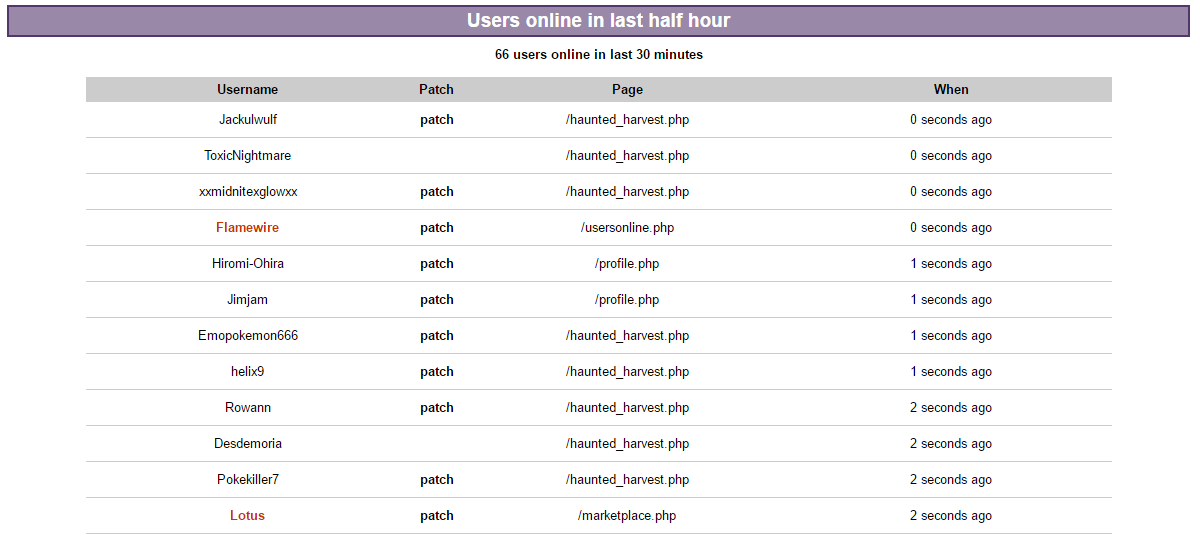 Users online in last half hour
66 users online in last 30 minutes
Username Patch Page When
Jackulwulf patch /haunted_harvest.php 0 seconds ago
ToxicNightmare /haunted_harvest.php 0 seconds ago
xxmidnitexglowxx patch /haunted_harvest.php 0 seconds ago
Flamewire patch /usersonline.php 0 seconds ago
Hiromi-Ohira patch /profile.php 1 seconds ago
Jimjam patch /profile.php 1 seconds ago
Emopokemon666 patch /haunted_harvest.php 1 seconds ago
helix9 patch /haunted_harvest.php 1 seconds ago
Rowann patch /haunted_harvest.php 2 seconds ago
Desdemoria /haunted_harvest.php 2 seconds ago
Pokekiller7 patch /haunted_harvest.php 2 seconds ago
Lotus patch /marketplace.php 2 seconds ago